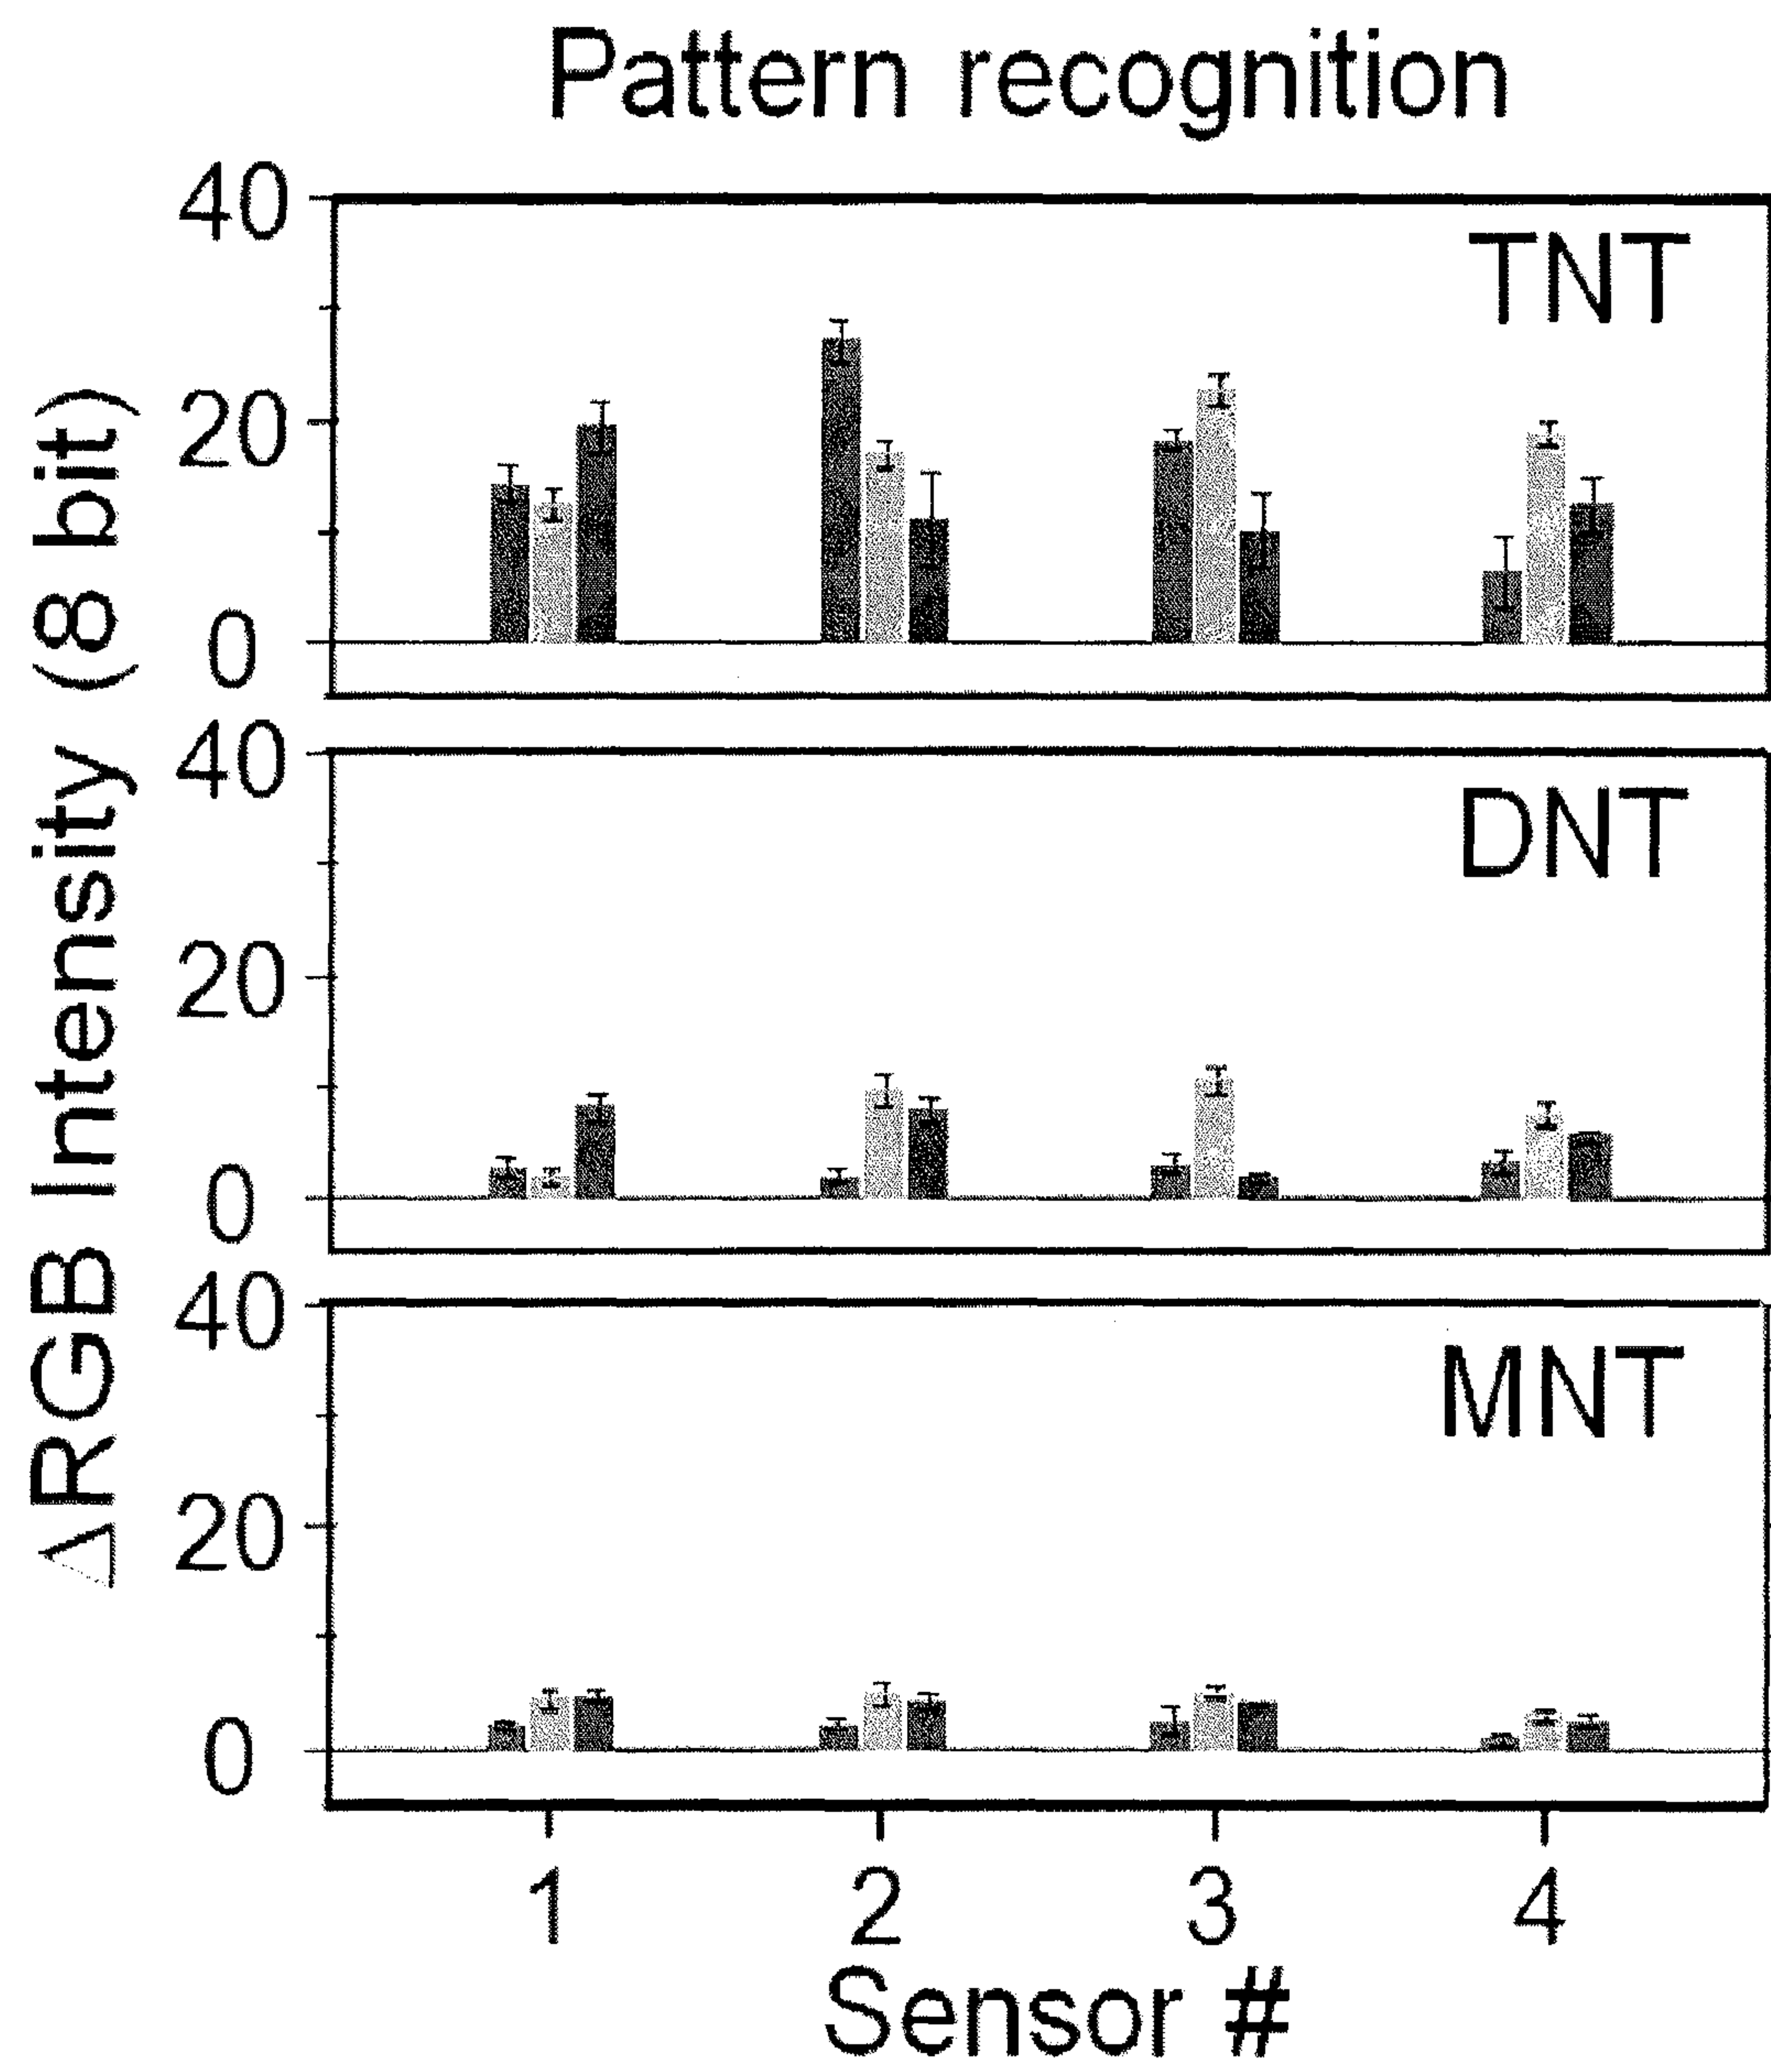 Pattern recognition
ΔRGB Intensity (8 bit)
40
20
0
TNT
40
20
0
DNT
40
20
0
MNT
1 2 3 4
Sensor #